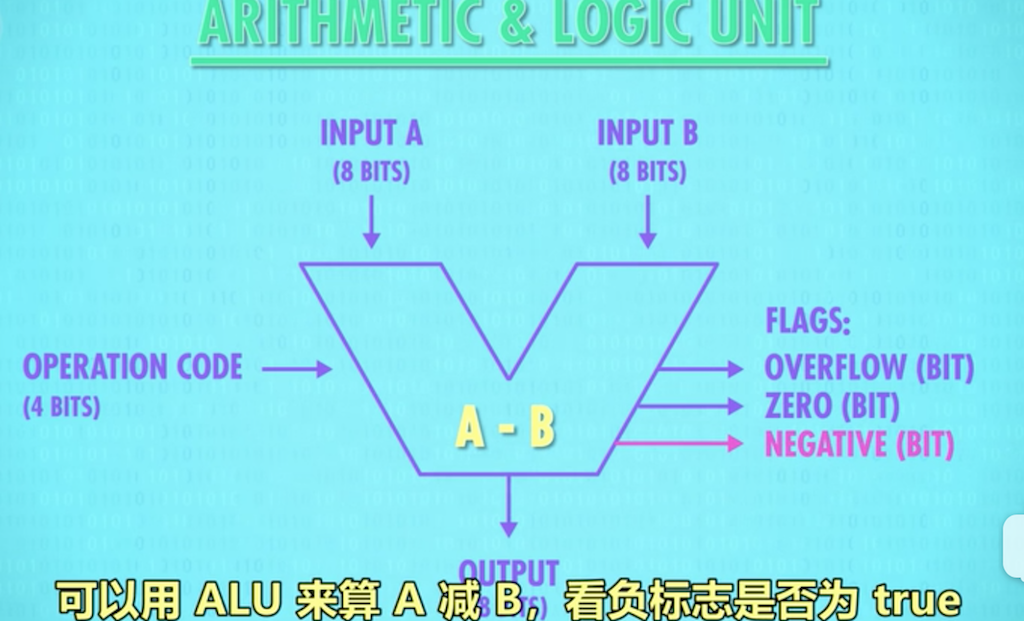 ARITHMETIC & LOGIC UNIT
INPUT A
(8 BITS)
INPUT B
(8 BITS)
FLAGS:
OPERATION CODE
(4 BITS)
OVERFLOW (BIT)
ZERO (BIT)
NEGATIVE (BIT)
A - B
OUTPUT
(8 BITS)
可以用 ALU 来算 A 减 B，看负标志是否为 true